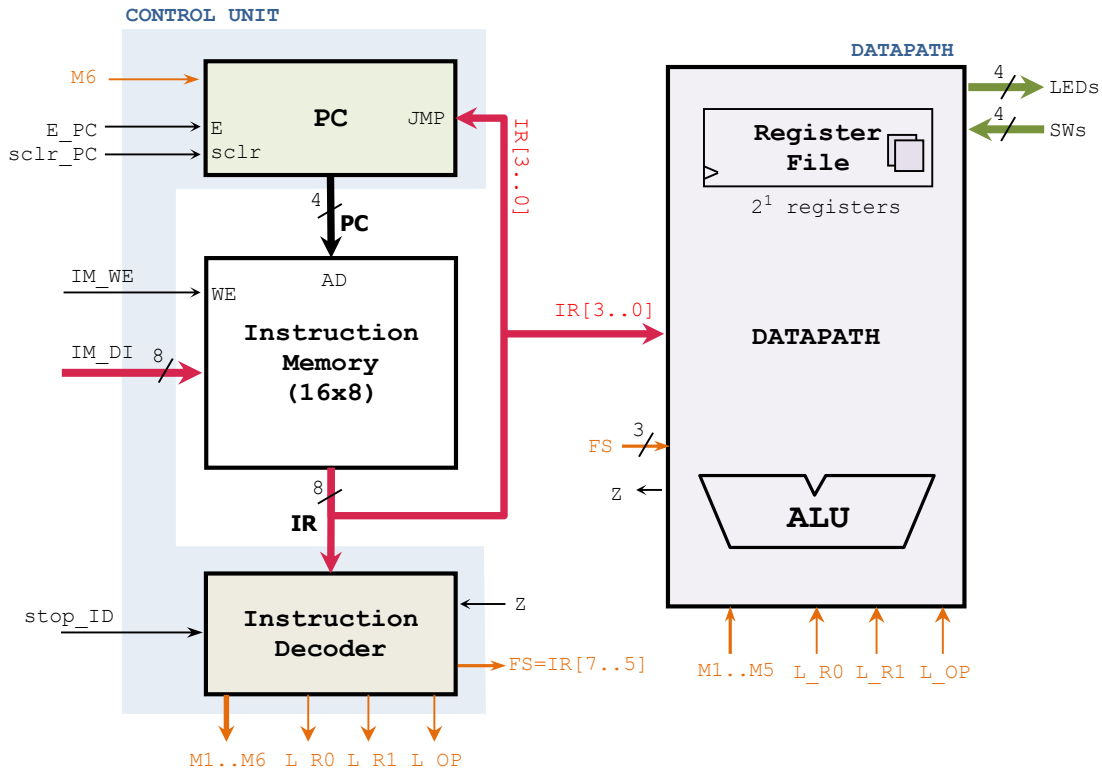 CONTROL UNIT
M6
E_PC
sclr_PC
E
sclr
PC
JMP
IR[3..0]
4
PC
IM_WE
WE
AD
IM_DI
8
Instruction
Memory
(16x8)
8
IR
IR[3..0]
stop_ID
Instruction
Decoder
Z
FS=IR[7..5]
M1..M6
L_R0
L_R1
L_OP
DATAPATH
4
LEDs
4
SWs
Register
File
2¹ registers
DATAPATH
FS
3
Z
ALU
M1..M5
L_R0
L_R1
L_OP